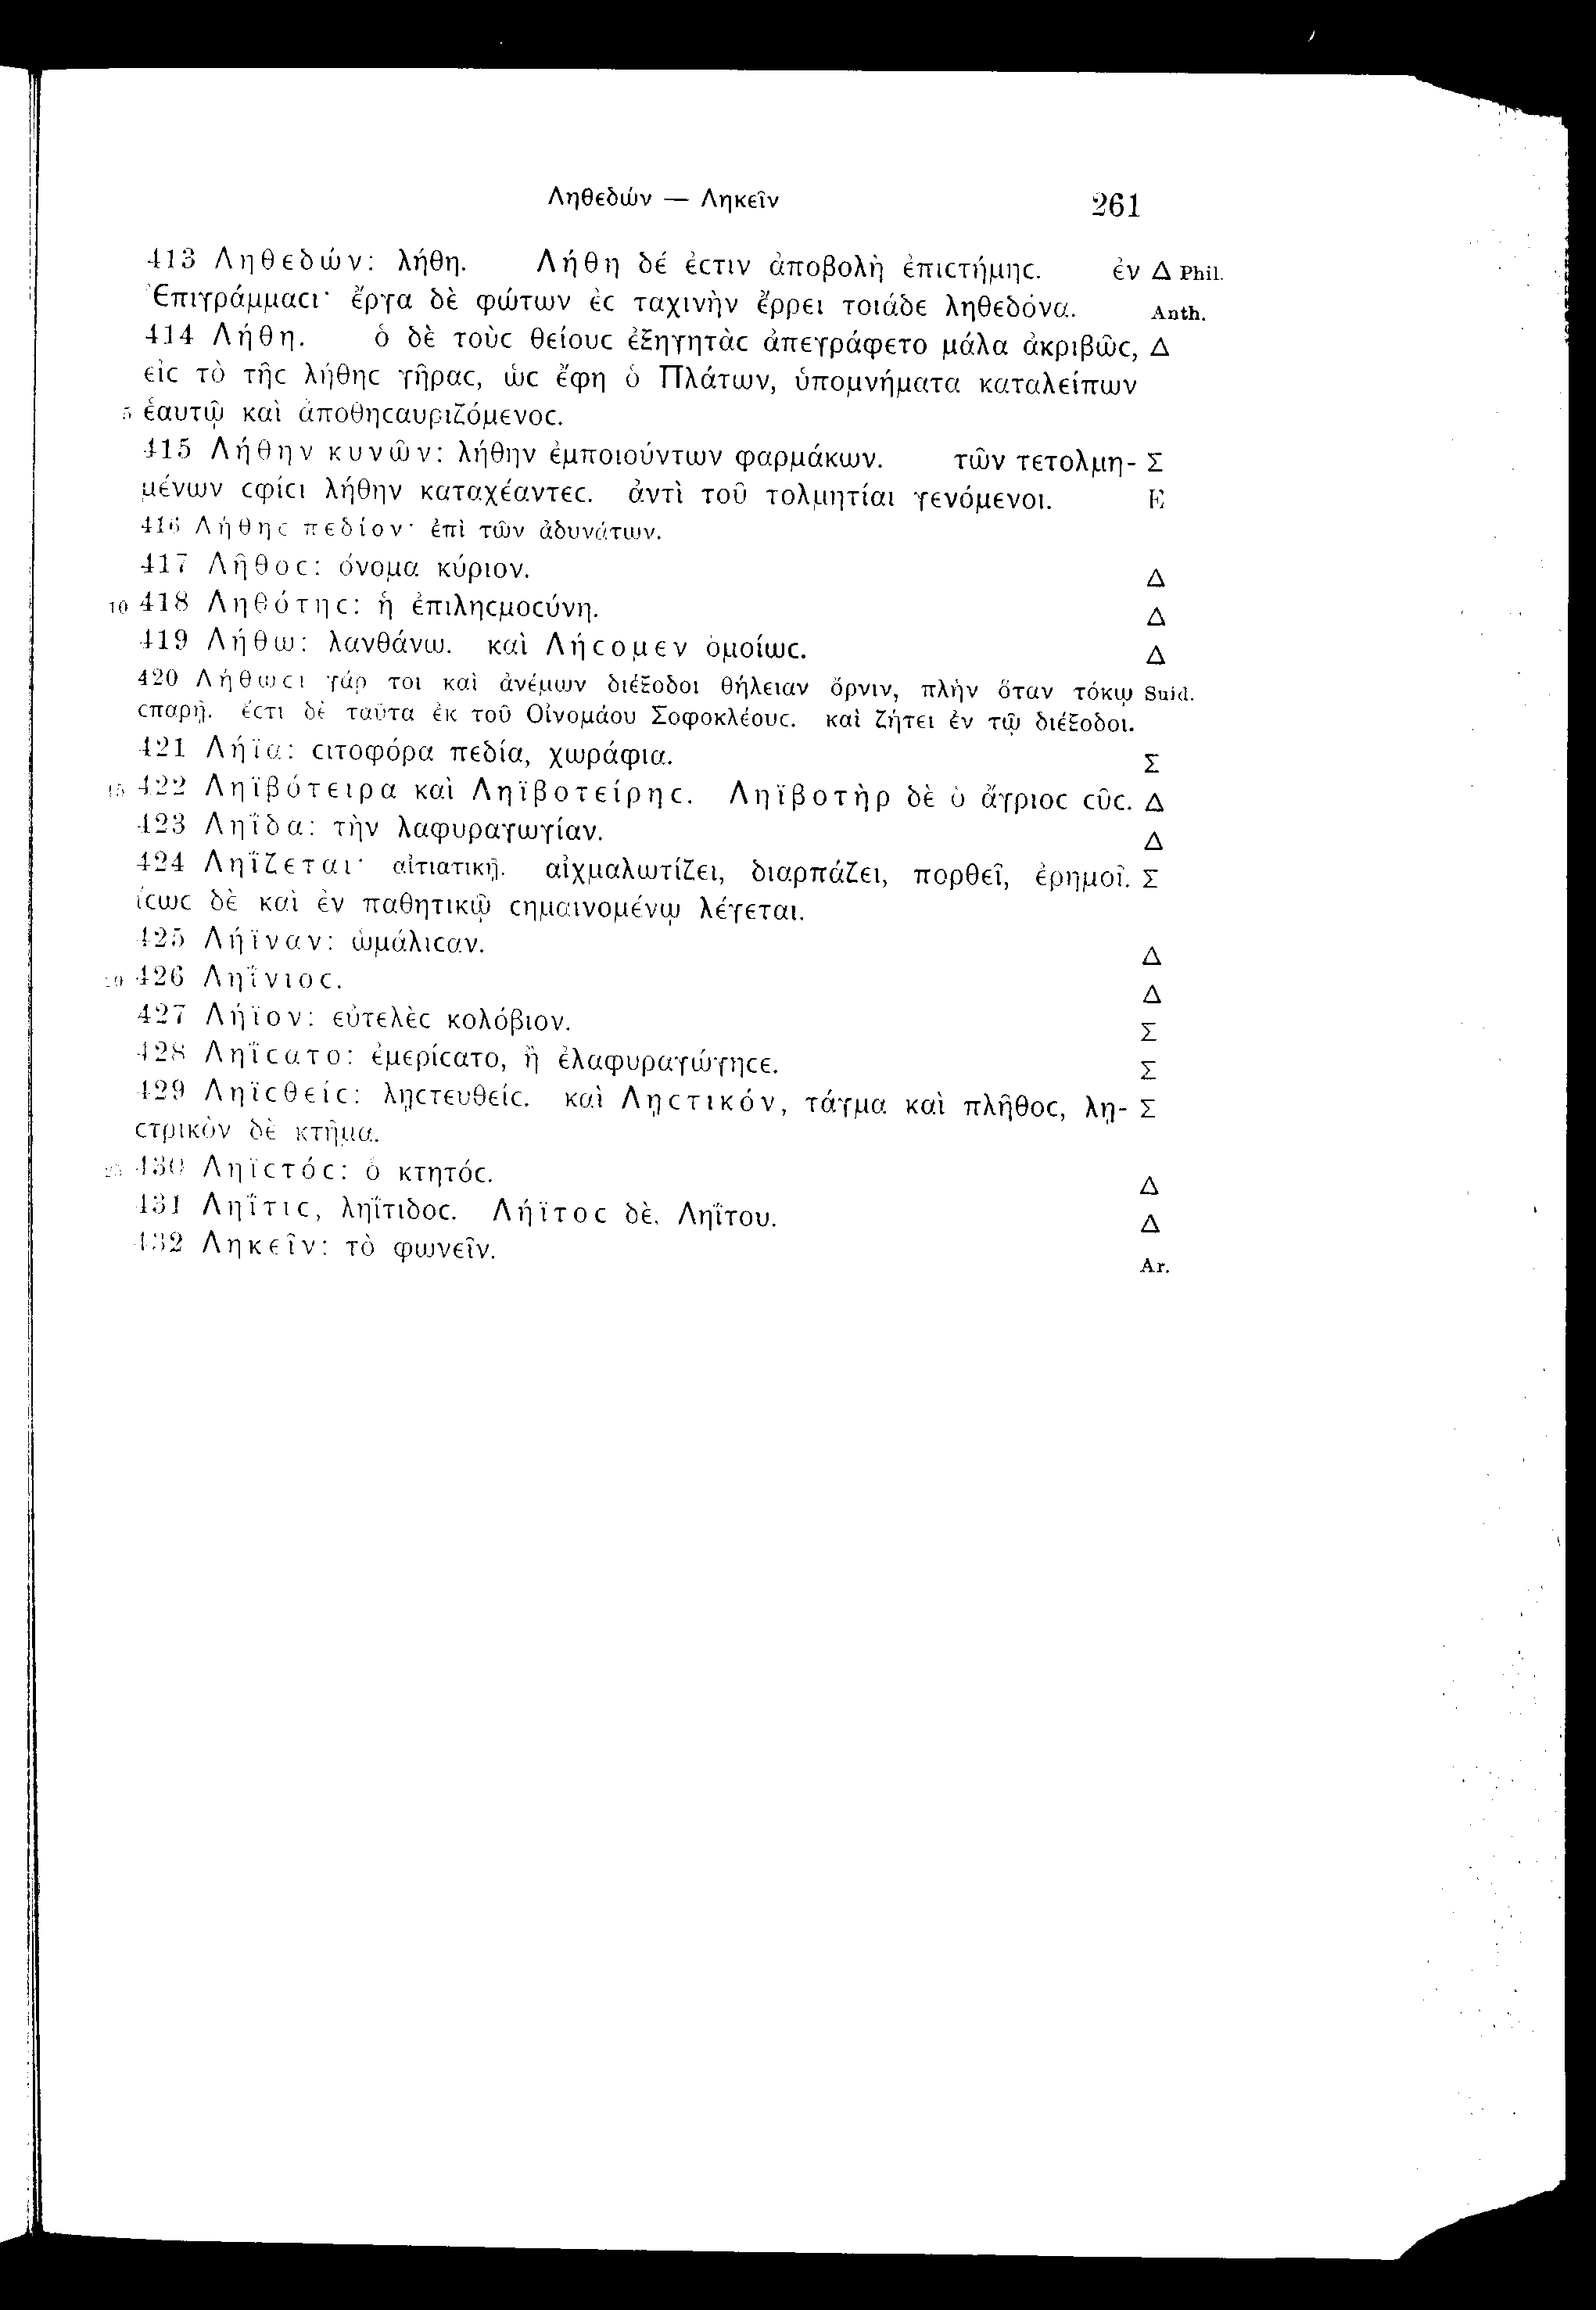 Ληθεδών — Ληκεῖν 261
413 Ληθεδών: λήθη. Λήθη δέ ἐϲτιν ἀποβολὴ ἐπιϲτήμηϲ. ἐν Δ Phil.
Ἐπιγράμμαϲι· ἔργα δὲ φώτων ἐϲ ταχινὴν ἔρρει τοιάδε ληθεδόνα. Anth.
414 Λήθη. ὁ δὲ τοὺϲ θείουϲ ἐξηγητὰϲ ἀπεγράφετο μάλα ἀκριβῶϲ, Δ
εἰϲ τὸ τῆϲ λήθηϲ γῆραϲ, ὡϲ ἔφη ὁ Πλάτων, ὑπομνήματα καταλείπων
5 ἑαυτῷ καὶ ἀποθηϲαυριζόμενοϲ.
415 Λήθην κυνῶν: λήθην ἐμποιούντων φαρμάκων. τῶν τετολμη- Σ
μένων ϲφίϲι λήθην καταχέαντεϲ. ἀντὶ τοῦ τολμητίαι γενόμενοι. E
416 Λήθηϲ πεδίον· ἐπὶ τῶν ἀδυνάτων.
417 Λῆθοϲ: ὄνομα κύριον. Δ
10 418 Ληθότηϲ: ἡ ἐπιληϲμοϲύνη. Δ
419 Λήθω: λανθάνω. καὶ Λήϲομεν ὁμοίωϲ. Δ
420 Λήθωϲι γάρ τοι καὶ ἀνέμων διέξοδοι θήλειαν ὄρνιν, πλὴν ὅταν τόκῳ Suid.
ϲπαρῇ. ἔϲτι δὲ ταῦτα ἐκ τοῦ Οἰνομάου Σοφοκλέουϲ. καὶ ζήτει ἐν τῷ διέξοδοι.
421 Λήϊα: ϲιτοφόρα πεδία, χωράφια. Σ
15 422 Ληϊβότειρα καὶ Ληϊβοτείρηϲ. Ληϊβοτὴρ δὲ ὁ ἄγριοϲ ϲῦϲ. Δ
423 Ληΐδα: τὴν λαφυραγωγίαν. Δ
424 Ληΐζεται· αἰτιατικῇ. αἰχμαλωτίζει, διαρπάζει, πορθεῖ, ἐρημοῖ. Σ
ἴϲωϲ δὲ καὶ ἐν παθητικῷ ϲημαινομένῳ λέγεται.
425 Λήϊναν: ὡμάλιϲαν. Δ
20 426 Ληΐνιοϲ. Δ
427 Λήϊον: εὐτελὲϲ κολόβιον. Σ
428 Ληΐϲατο: ἐμερίϲατο, ἢ ἐλαφυραγώγηϲε. Σ
429 Ληϊϲθείϲ: λῃϲτευθείϲ. καὶ Λῃϲτικόν, τάγμα καὶ πλῆθοϲ, λῃ- Σ
ϲτρικὸν δὲ κτῆμα.
25 430 Ληϊϲτόϲ: ὁ κτητόϲ. Δ
431 Ληΐτιϲ, ληΐτιδοϲ. Λήϊτοϲ δὲ, Ληΐτου. Δ
432 Ληκεῖν: τὸ φωνεῖν. Ar.